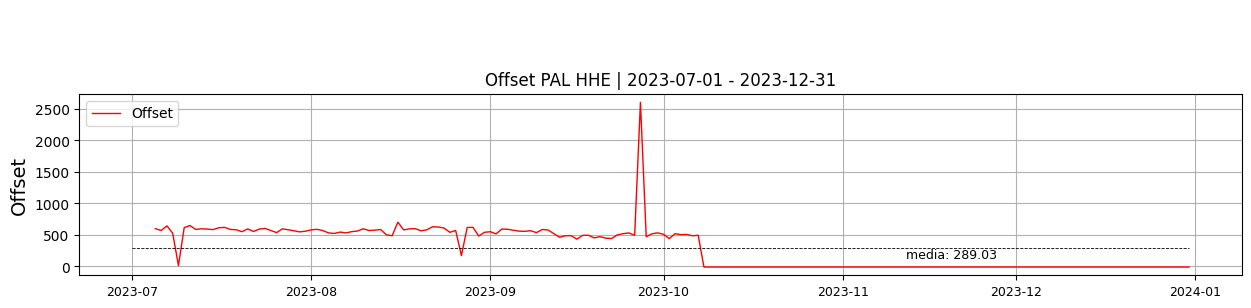 Offset PAL HHE | 2023-07-01 - 2023-12-31
Offset
Offset
2500
2000
1500
1000
500
0
media: 289.03
2023-07 2023-08 2023-09 2023-10 2023-11 2023-12 2024-01